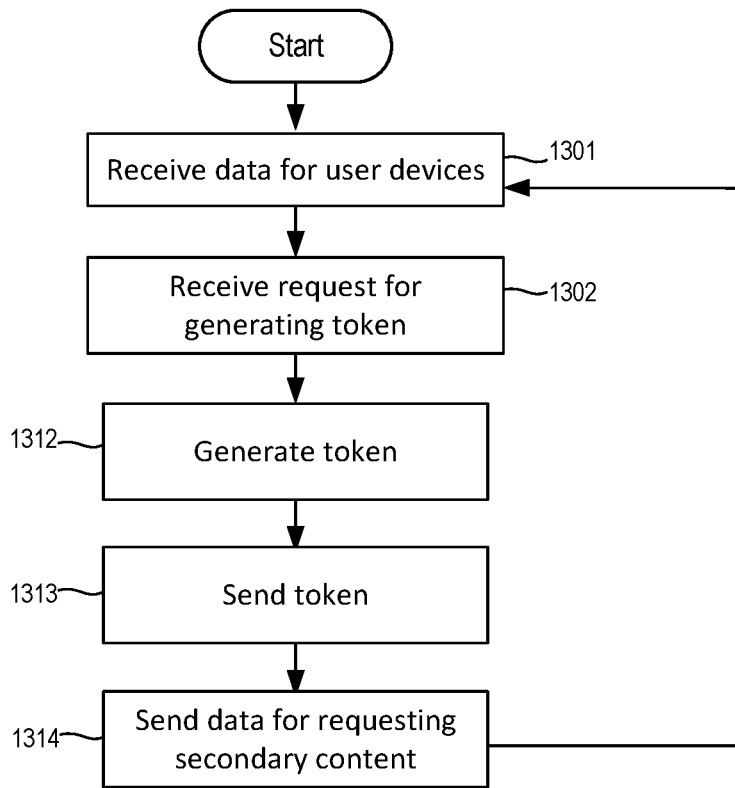 Start
Receive data for user devices
1301
Receive request for
generating token
1302
1312
Generate token
1313
Send token
1314
Send data for requesting
secondary content